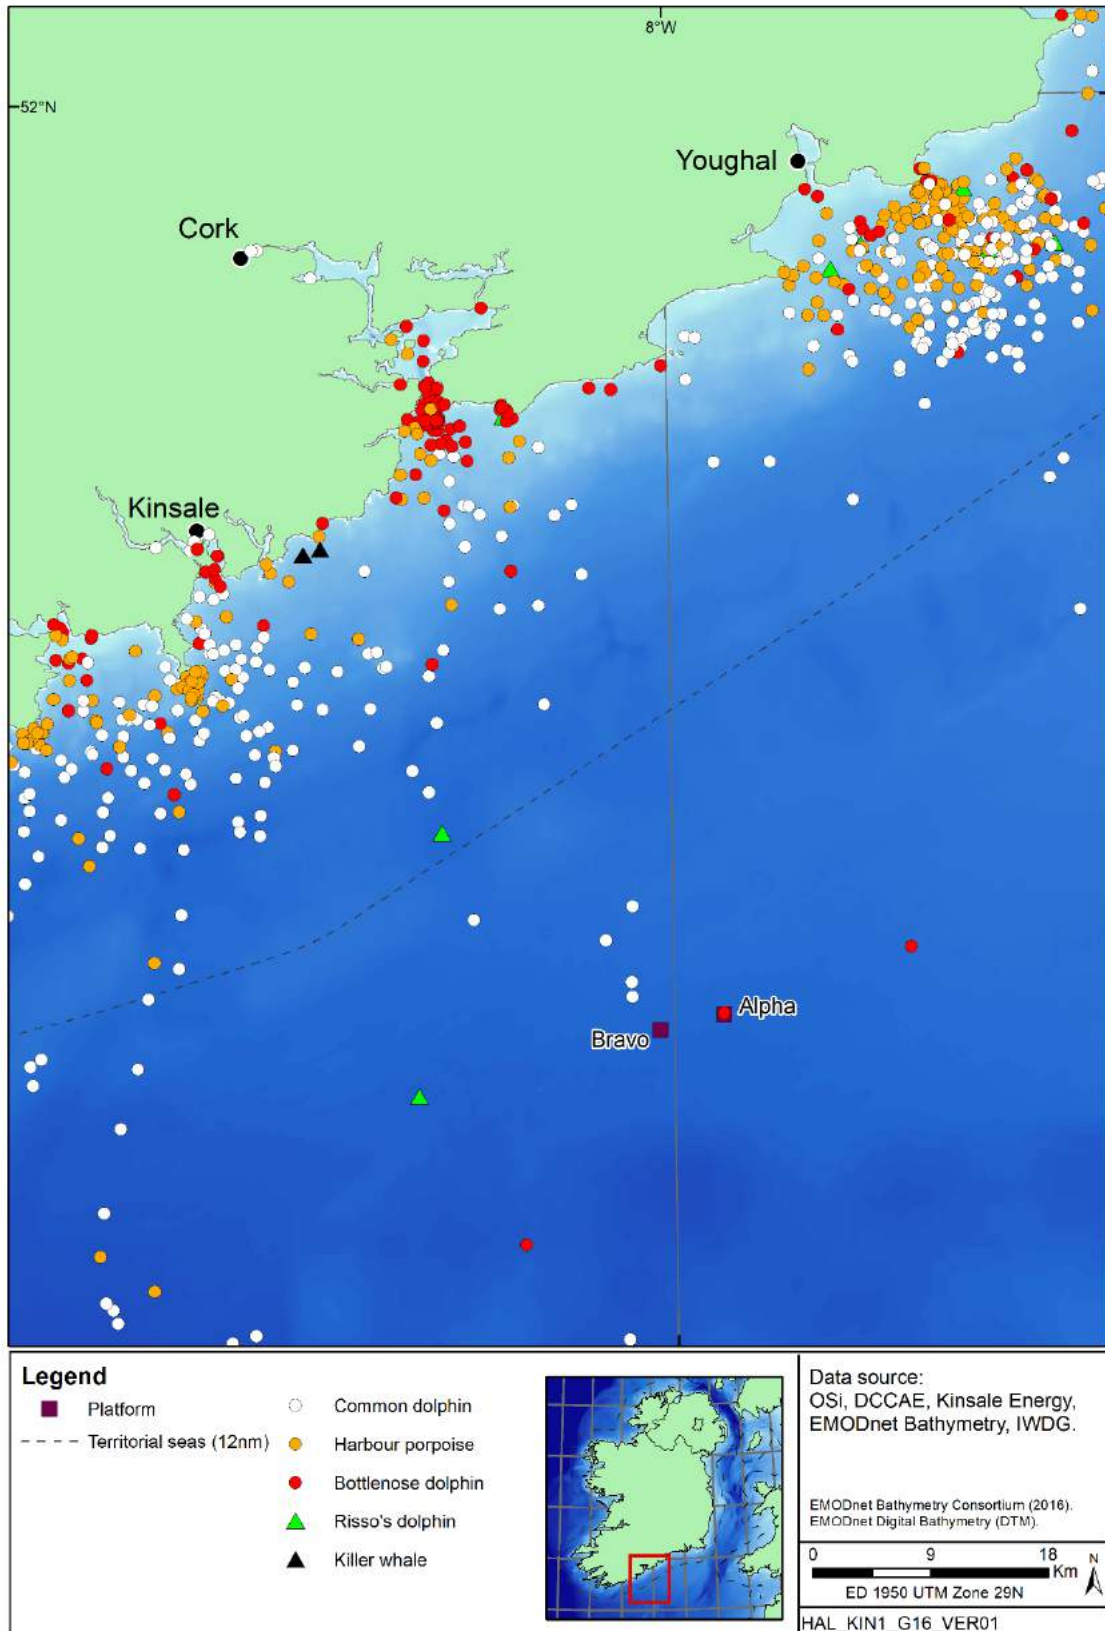 8°W
52°N
Youghal
Cork
Kinsale
Alpha
Bravo
Legend
Platform
Territorial seas (12nm)
Common dolphin
Harbour porpoise
Bottlenose dolphin
Risso's dolphin
Killer whale
Data source:
OSi, DCCAE, Kinsale Energy,
EMODnet Bathymetry, IWDG.
EMODnet Bathymetry Consortium (2016).
EMODnet Digital Bathymetry (DTM).
0 9 18
Km
N
ED 1950 UTM Zone 29N
HAL_KIN1_G16_VER01